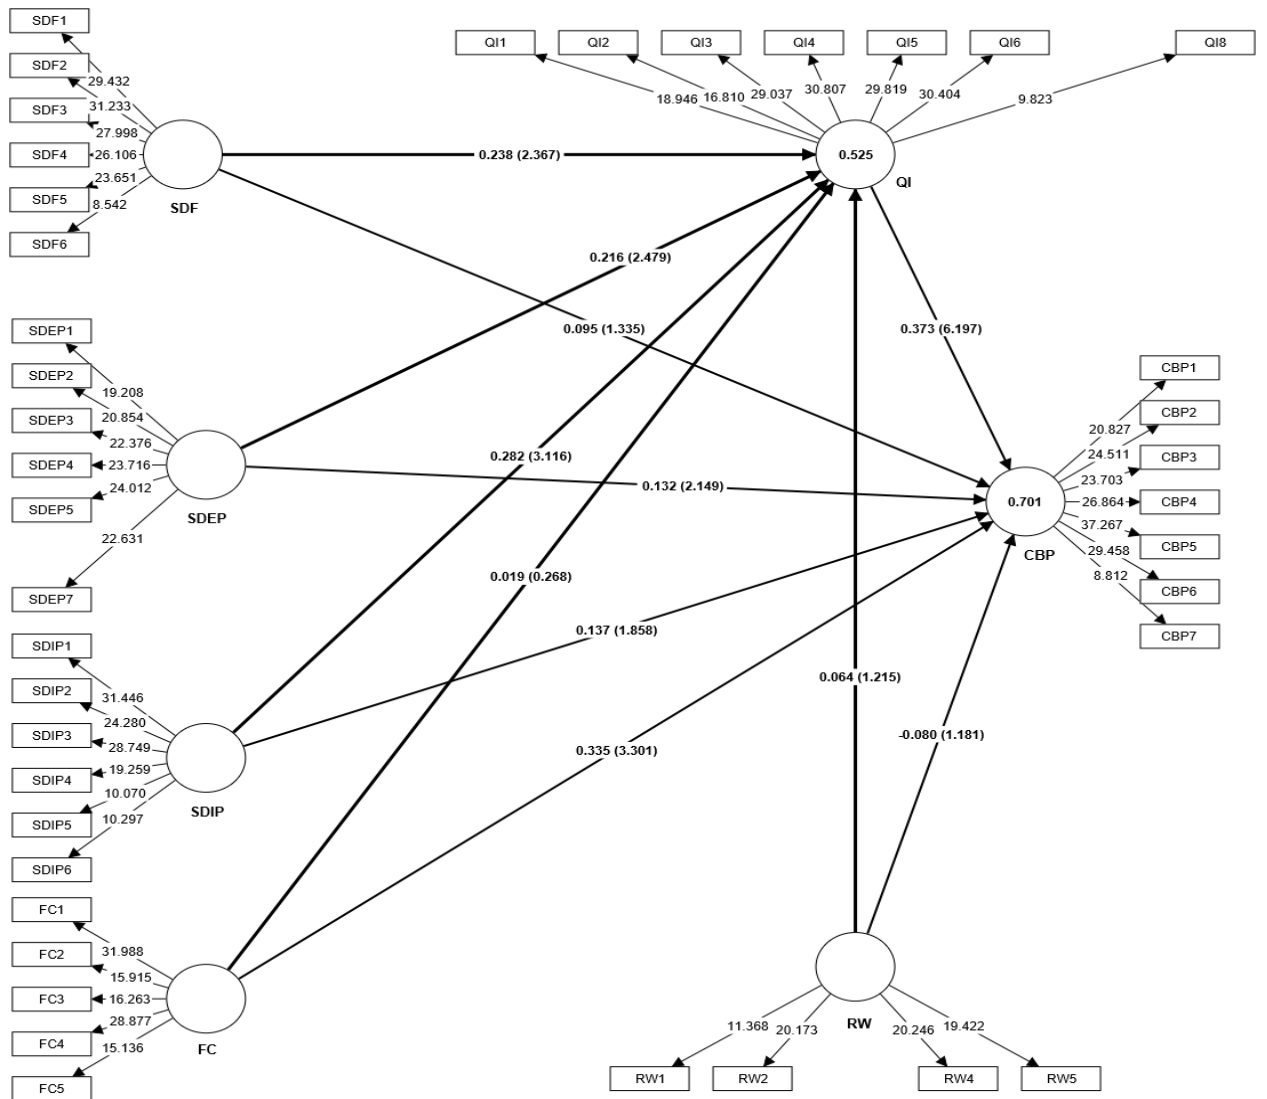 SDF1
SDF2
SDF3
SDF4
SDF5
SDF6
29.432
31.233
27.998
26.106
23.651
8.542
SDF
QI1
QI2
QI3
QI4
QI5
QI6
QI8
18.946
16.810
29.037
30.807
29.819
30.404
9.823
0.525
QI
0.238 (2.367)
0.216 (2.479)
0.095 (1.335)
0.373 (6.197)
SDEP1
SDEP2
SDEP3
SDEP4
SDEP5
SDEP7
19.208
20.854
22.376
23.716
24.012
22.631
SDEP
0.282 (3.116)
0.132 (2.149)
0.019 (0.268)
CBP1
CBP2
CBP3
CBP4
CBP5
CBP6
CBP7
20.827
24.511
23.703
26.864
37.267
29.458
8.812
0.701
CBP
SDIP1
SDIP2
SDIP3
SDIP4
SDIP5
SDIP6
31.446
24.280
28.749
19.259
10.070
10.297
SDIP
0.137 (1.858)
0.064 (1.215)
0.335 (3.301)
-0.080 (1.181)
FC1
FC2
FC3
FC4
FC5
31.988
15.915
16.263
28.877
15.136
FC
RW
11.368
20.173
20.246
19.422
RW1
RW2
RW4
RW5